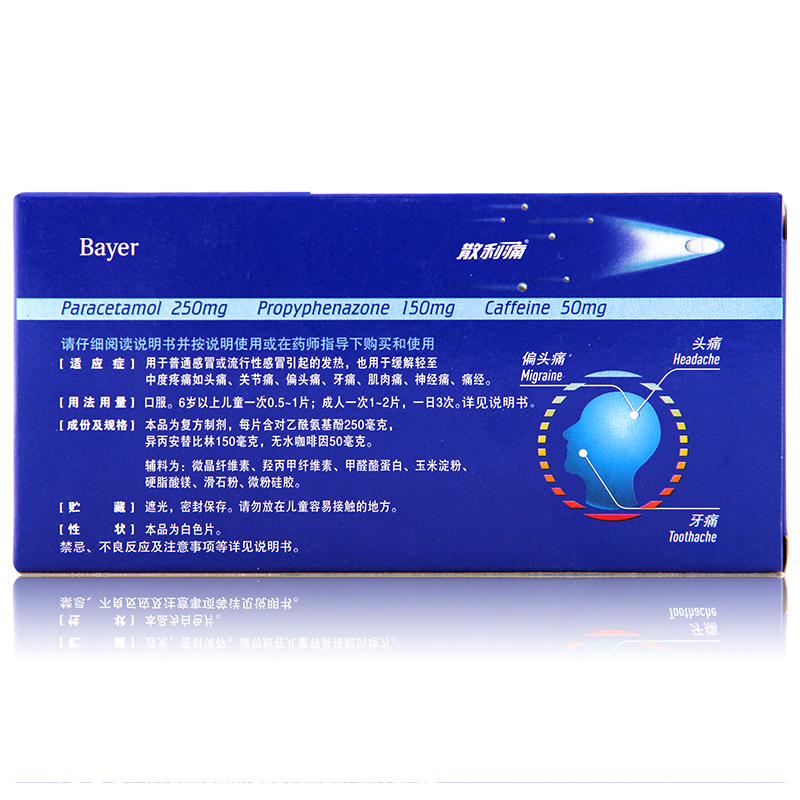 Bayer
散利痛®
Paracetamol 250mg Propyphenazone 150mg Caffeine 50mg
请仔细阅读说明书并按说明使用或在药师指导下购买和使用
[适应症] 用于普通感冒或流行性感冒引起的发热，也用于缓解轻至
中度疼痛如头痛、关节痛、偏头痛、牙痛、肌肉痛、神经痛、痛经。
[用法用量] 口服。6岁以上儿童一次0.5~1片；成人一次1~2片，一日3次。详见说明书。
[成份及规格] 本品为复方制剂，每片含对乙酰氨基酚250毫克，
异丙安替比林150毫克，无水咖啡因50毫克。
辅料为：微晶纤维素、羟丙甲纤维素、甲醛酪蛋白、玉米淀粉、
硬脂酸镁、滑石粉、微粉硅胶。
[贮藏] 遮光，密封保存。请勿放在儿童容易接触的地方。
[性状] 本品为白色片。
禁忌、不良反应及注意事项等详见说明书。
头痛
Headache
偏头痛
Migraine
牙痛
Toothache